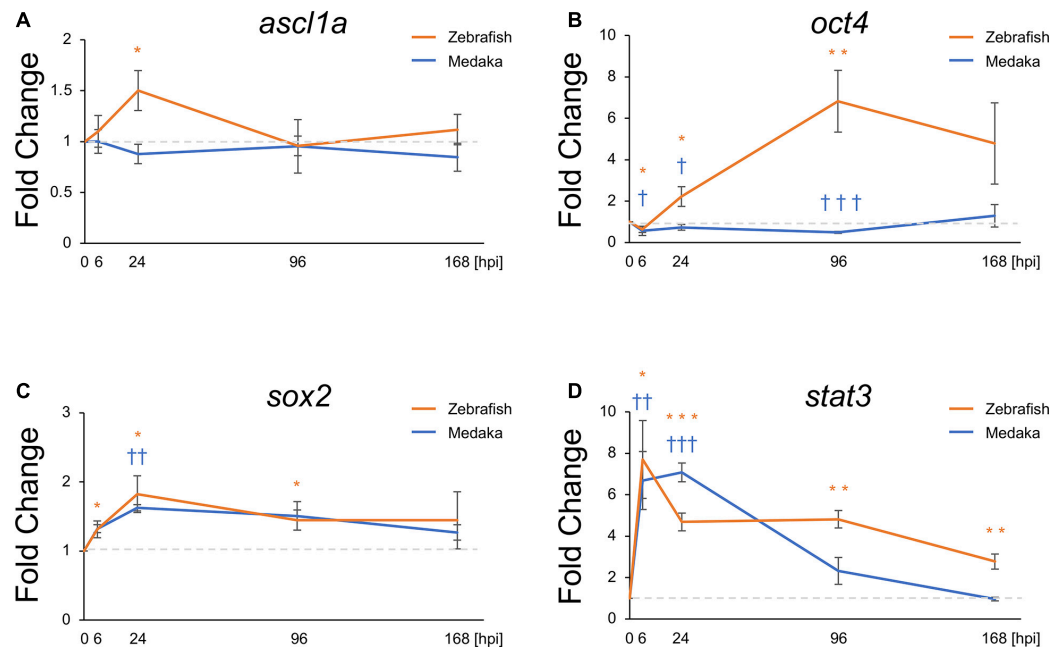 A
ascl1a
Zebrafish
Medaka
Fold Change
2
1.5
1
0.5
0
*
0 6 24 96 168 [hpi]
B
oct4
Zebrafish
Medaka
Fold Change
10
8
6
4
2
0
* *
*
†
*
†
† † †
0 6 24 96 168 [hpi]
C
sox2
Zebrafish
Medaka
Fold Change
3
2
1
0
*
††
*
*
0 6 24 96 168 [hpi]
D
stat3
Zebrafish
Medaka
Fold Change
10
8
6
4
2
0
*
††
* * *
†††
* *
* *
0 6 24 96 168 [hpi]